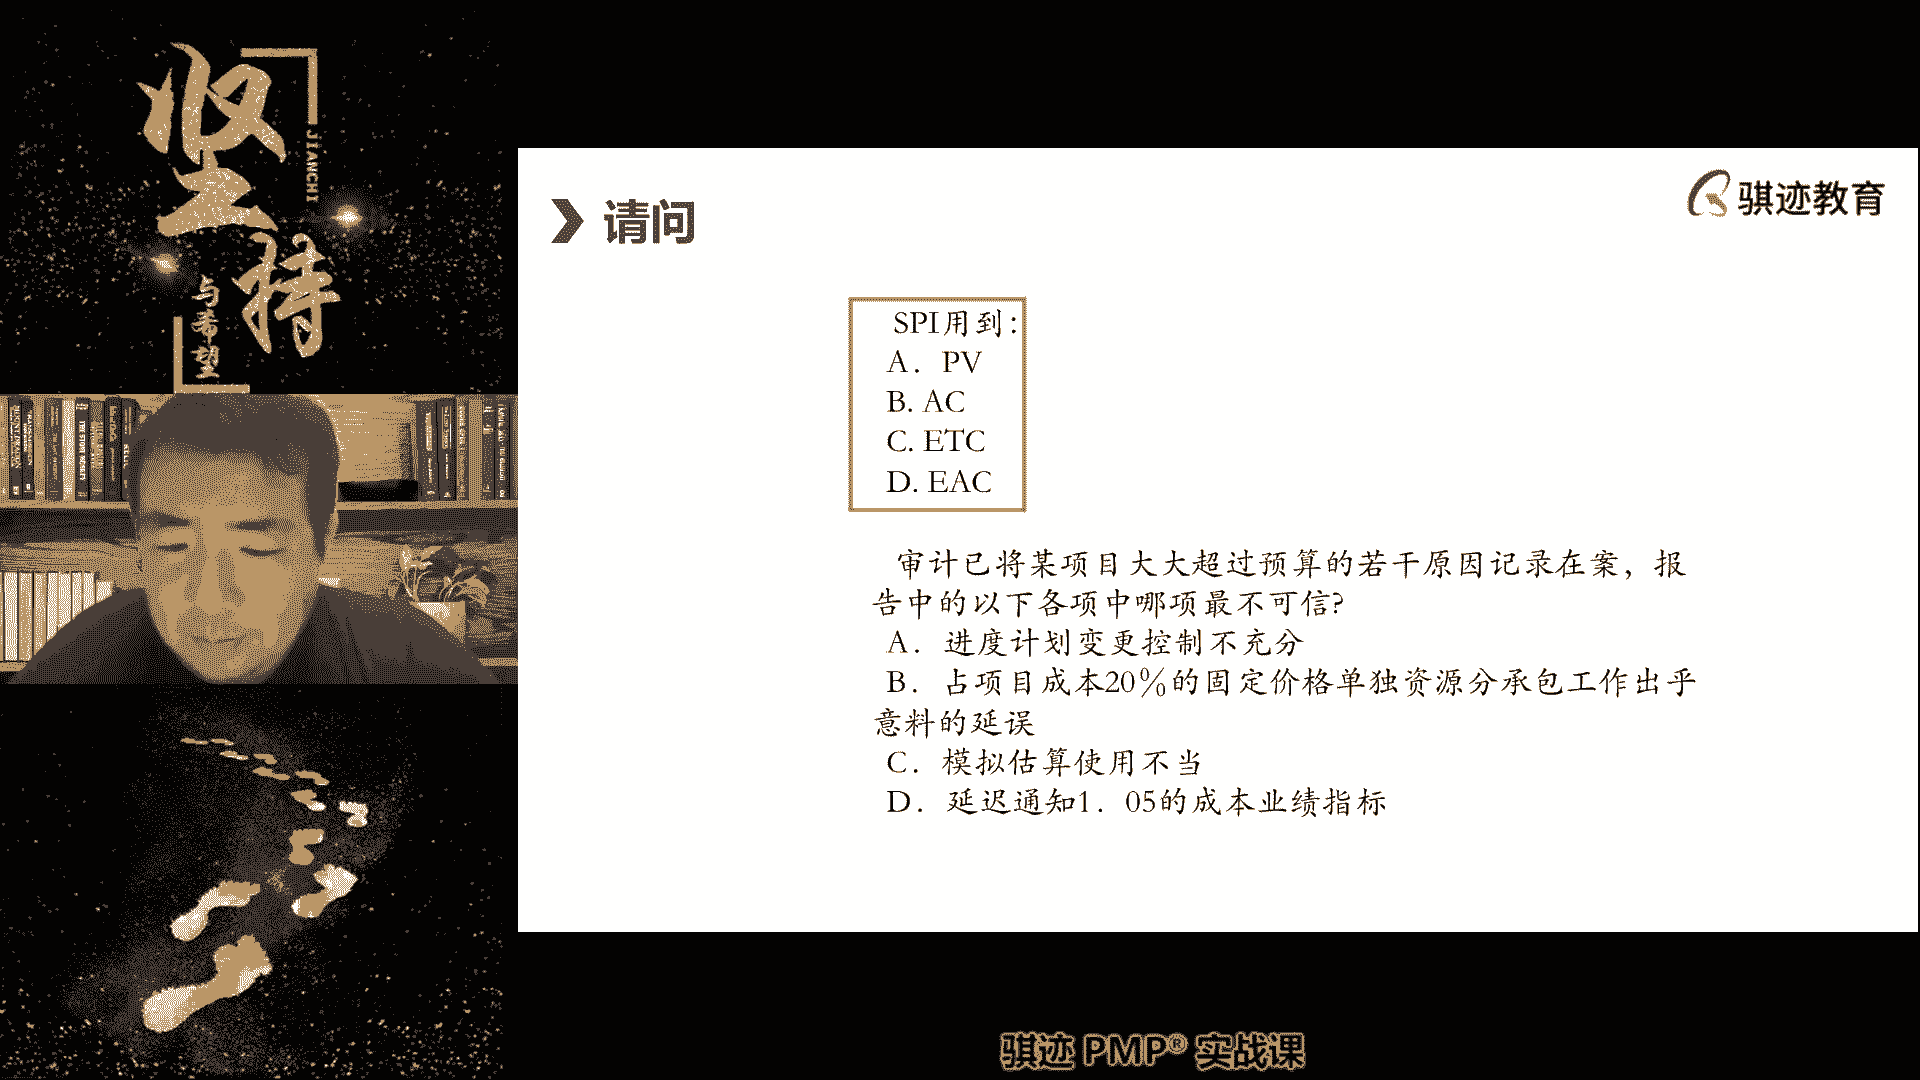 坚持
JIANCHI
与希望
骐迹教育
请问
SPI用到：
A．PV
B. AC
C. ETC
D. EAC
审计已将某项目大大超过预算的若干原因记录在案，报
告中的以下各项中哪项最不可信？
A．进度计划变更控制不充分
B．占项目成本20％的固定价格单独资源分承包工作出乎
意料的延误
C．模拟估算使用不当
D．延迟通知1．05的成本业绩指标
骐迹 PMP® 实战课